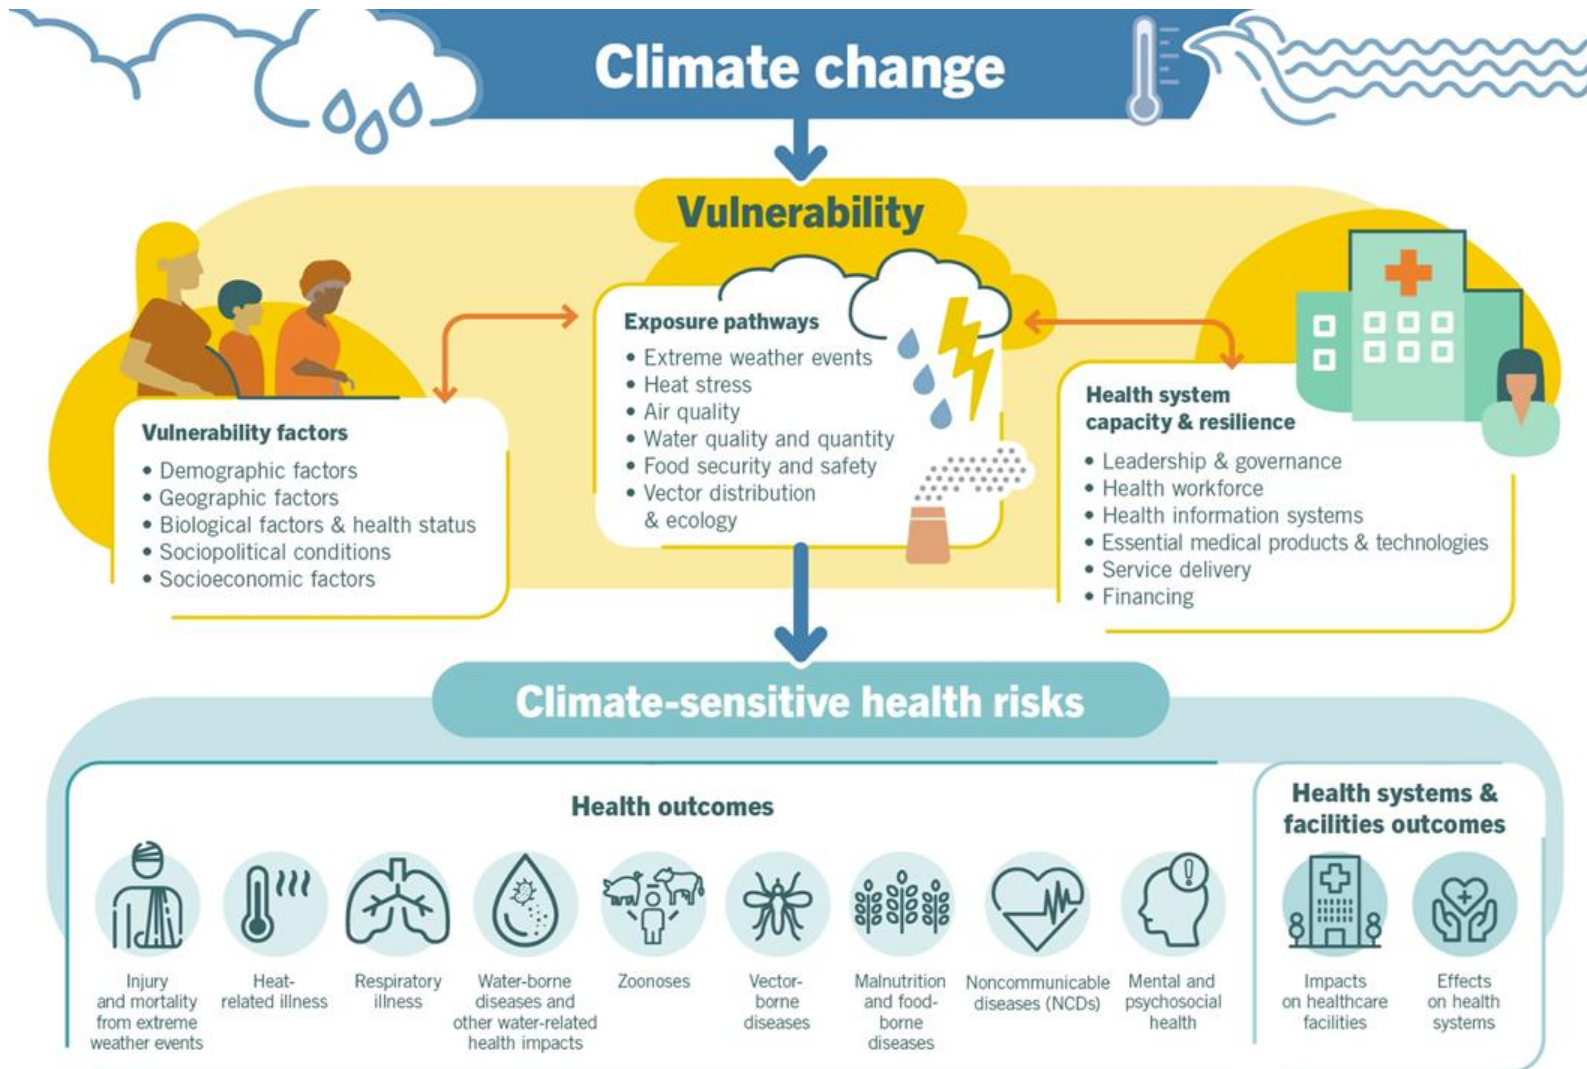 Climate change
Vulnerability
Vulnerability factors
• Demographic factors
• Geographic factors
• Biological factors & health status
• Sociopolitical conditions
• Socioeconomic factors
Exposure pathways
• Extreme weather events
• Heat stress
• Air quality
• Water quality and quantity
• Food security and safety
• Vector distribution
& ecology
Health system
capacity & resilience
• Leadership & governance
• Health workforce
• Health information systems
• Essential medical products & technologies
• Service delivery
• Financing
Climate-sensitive health risks
Health outcomes
Injury
and mortality
from extreme
weather events
Heat-
related illness
Respiratory
illness
Water-borne
diseases and
other water-related
health impacts
Zoonoses
Vector-
borne
diseases
Malnutrition
and food-
borne
diseases
Noncommunicable
diseases (NCDs)
Mental and
psychosocial
health
Health systems &
facilities outcomes
Impacts
on healthcare
facilities
Effects
on health
systems